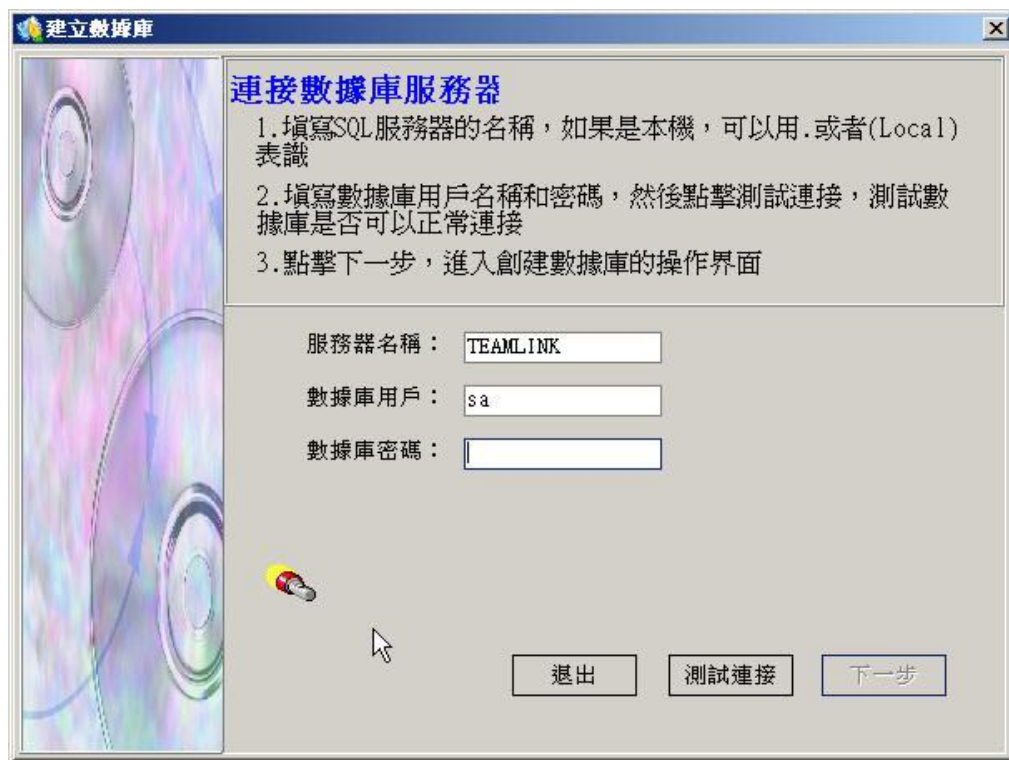 建立數據庫
連接數據庫服務器
1.填寫SQL服務器的名稱，如果是本機，可以用.或者(Local)
表識
2.填寫數據庫用戶名稱和密碼，然後點擊測試連接，測試數
據庫是否可以正常連接
3.點擊下一步，進入創建數據庫的操作界面
服務器名稱： TEAMLINK
數據庫用戶： sa
數據庫密碼：
退出 測試連接 下一步